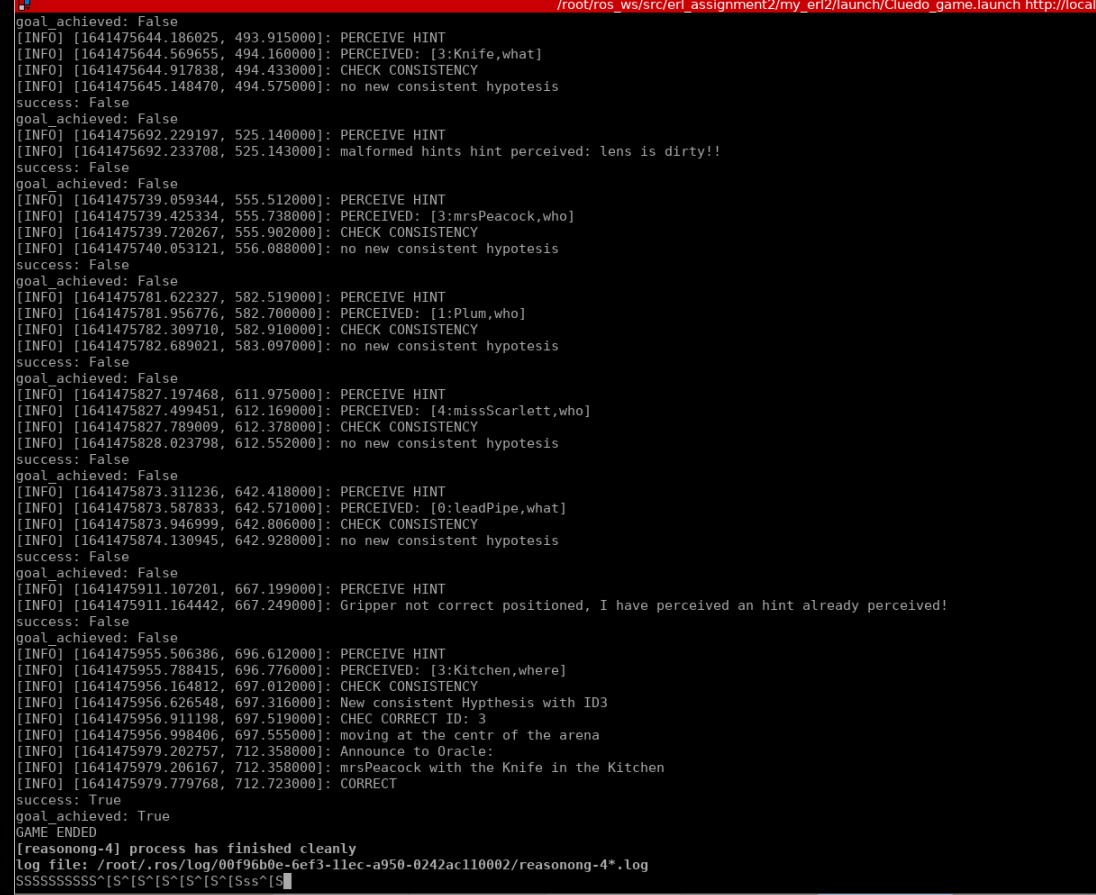 /root/ros_ws/src/erl_assignment2/my_erl2/launch/Cluedo_game.launch http://local
goal_achieved: False
[INFO] [1641475644.186025, 493.915000]: PERCEIVE HINT
[INFO] [1641475644.569655, 494.160000]: PERCEIVED: [3:Knife,what]
[INFO] [1641475644.917838, 494.433000]: CHECK CONSISTENCY
[INFO] [1641475645.148470, 494.575000]: no new consistent hypotesis
success: False
goal_achieved: False
[INFO] [1641475692.229197, 525.140000]: PERCEIVE HINT
[INFO] [1641475692.233708, 525.143000]: malformed hints hint perceived: lens is dirty!!
success: False
goal_achieved: False
[INFO] [1641475739.059344, 555.512000]: PERCEIVE HINT
[INFO] [1641475739.425334, 555.738000]: PERCEIVED: [3:mrsPeacock,who]
[INFO] [1641475739.720267, 555.902000]: CHECK CONSISTENCY
[INFO] [1641475740.053121, 556.088000]: no new consistent hypotesis
success: False
goal_achieved: False
[INFO] [1641475781.622327, 582.519000]: PERCEIVE HINT
[INFO] [1641475781.956776, 582.700000]: PERCEIVED: [1:Plum,who]
[INFO] [1641475782.309710, 582.910000]: CHECK CONSISTENCY
[INFO] [1641475782.689021, 583.097000]: no new consistent hypotesis
success: False
goal_achieved: False
[INFO] [1641475827.197468, 611.975000]: PERCEIVE HINT
[INFO] [1641475827.499451, 612.169000]: PERCEIVED: [4:missScarlett,who]
[INFO] [1641475827.789009, 612.378000]: CHECK CONSISTENCY
[INFO] [1641475828.023798, 612.552000]: no new consistent hypotesis
success: False
goal_achieved: False
[INFO] [1641475873.311236, 642.418000]: PERCEIVE HINT
[INFO] [1641475873.587833, 642.571000]: PERCEIVED: [0:leadPipe,what]
[INFO] [1641475873.946999, 642.806000]: CHECK CONSISTENCY
[INFO] [1641475874.130945, 642.928000]: no new consistent hypotesis
success: False
goal_achieved: False
[INFO] [1641475911.107201, 667.199000]: PERCEIVE HINT
[INFO] [1641475911.164442, 667.249000]: Gripper not correct positioned, I have perceived an hint already perceived!
success: False
goal_achieved: False
[INFO] [1641475955.506386, 696.612000]: PERCEIVE HINT
[INFO] [1641475955.788415, 696.776000]: PERCEIVED: [3:Kitchen,where]
[INFO] [1641475956.164812, 697.012000]: CHECK CONSISTENCY
[INFO] [1641475956.626548, 697.316000]: New consistent Hypthesis with ID3
[INFO] [1641475956.911198, 697.519000]: CHEC CORRECT ID: 3
[INFO] [1641475956.998406, 697.555000]: moving at the centr of the arena
[INFO] [1641475979.202757, 712.358000]: Announce to Oracle:
[INFO] [1641475979.206167, 712.358000]: mrsPeacock with the Knife in the Kitchen
[INFO] [1641475979.779768, 712.723000]: CORRECT
success: True
goal_achieved: True
GAME ENDED
[reasonong-4] process has finished cleanly
log file: /root/.ros/log/00f96b0e-6ef3-11ec-a950-0242ac110002/reasonong-4*.log
SSSSSSSSSS^[S^[S^[S^[S^[S^[Sss^[S